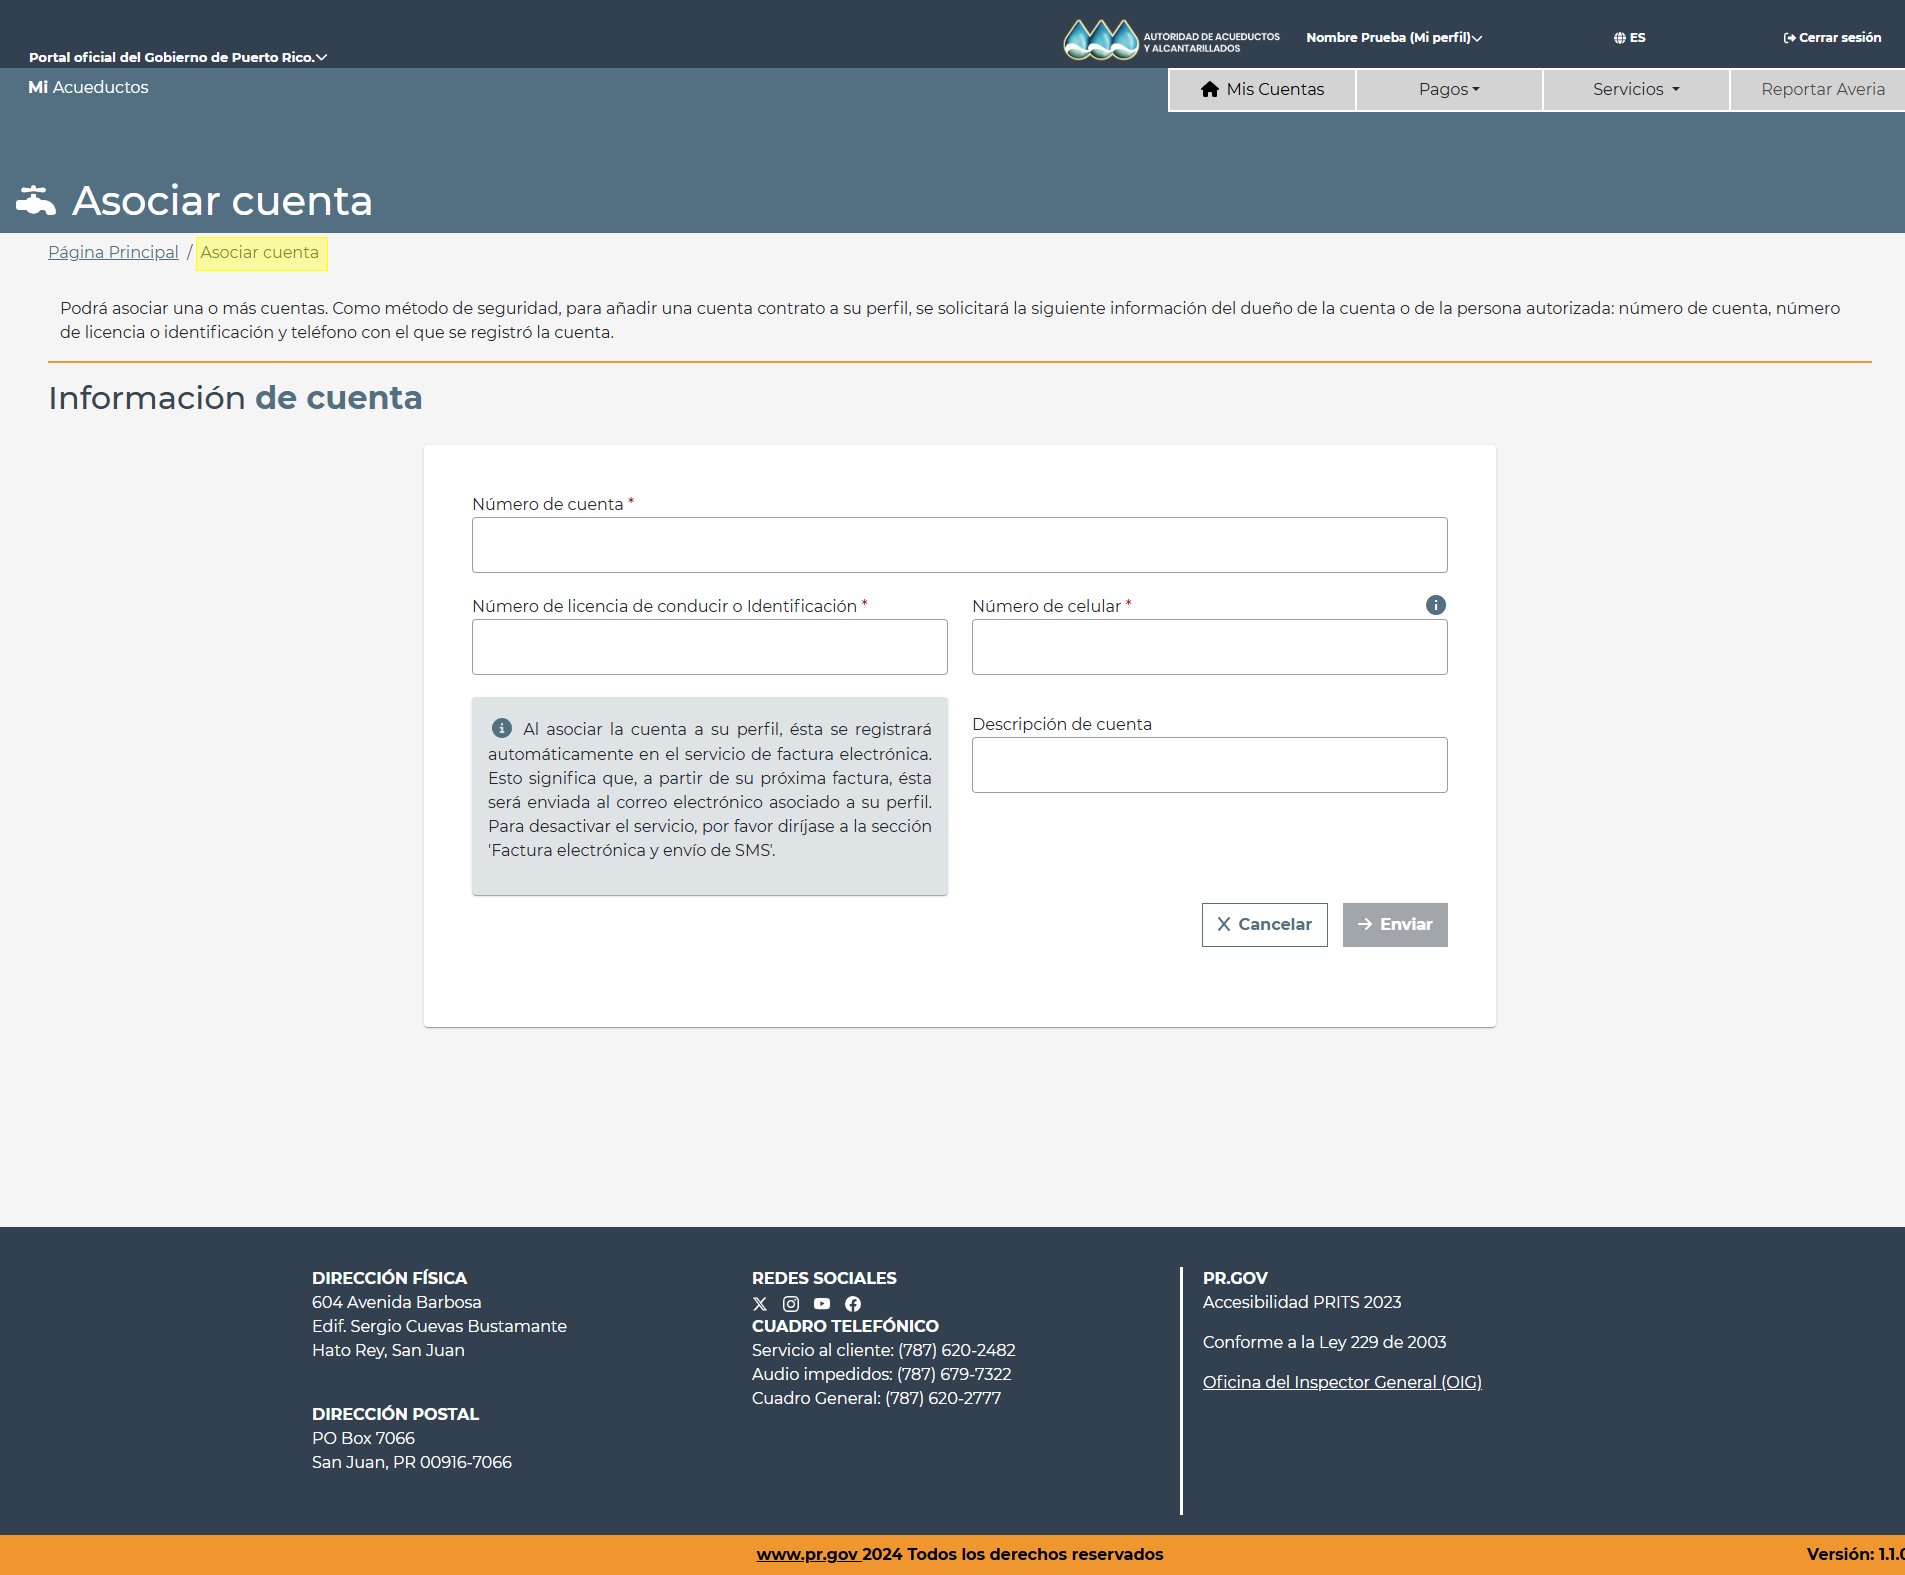 Portal oficial del Gobierno de Puerto Rico.
AUTORIDAD DE ACUEDUCTOS
Y ALCANTARILLADOS
Nombre Prueba (Mi perfil)
ES
Cerrar sesión
Mi Acueductos
Mis Cuentas
Pagos
Servicios
Reportar Averia
Asociar cuenta
Página Principal / Asociar cuenta
Podrá asociar una o más cuentas. Como método de seguridad, para añadir una cuenta contrato a su perfil, se solicitará la siguiente información del dueño de la cuenta o de la persona autorizada: número de cuenta, número
de licencia o identificación y teléfono con el que se registró la cuenta.
Información de cuenta
Número de cuenta *
Número de licencia de conducir o Identificación *
Número de celular *
Al asociar la cuenta a su perfil, ésta se registrará
automáticamente en el servicio de factura electrónica.
Esto significa que, a partir de su próxima factura, ésta
será enviada al correo electrónico asociado a su perfil.
Para desactivar el servicio, por favor diríjase a la sección
'Factura electrónica y envío de SMS'.
Descripción de cuenta
Cancelar
Enviar
DIRECCIÓN FÍSICA
604 Avenida Barbosa
Edif. Sergio Cuevas Bustamante
Hato Rey, San Juan
DIRECCIÓN POSTAL
PO Box 7066
San Juan, PR 00916-7066
REDES SOCIALES
CUADRO TELEFÓNICO
Servicio al cliente: (787) 620-2482
Audio impedidos: (787) 679-7322
Cuadro General: (787) 620-2777
PR.GOV
Accesibilidad PRITS 2023
Conforme a la Ley 229 de 2003
Oficina del Inspector General (OIG)
www.pr.gov 2024 Todos los derechos reservados
Versión: 1.1.0